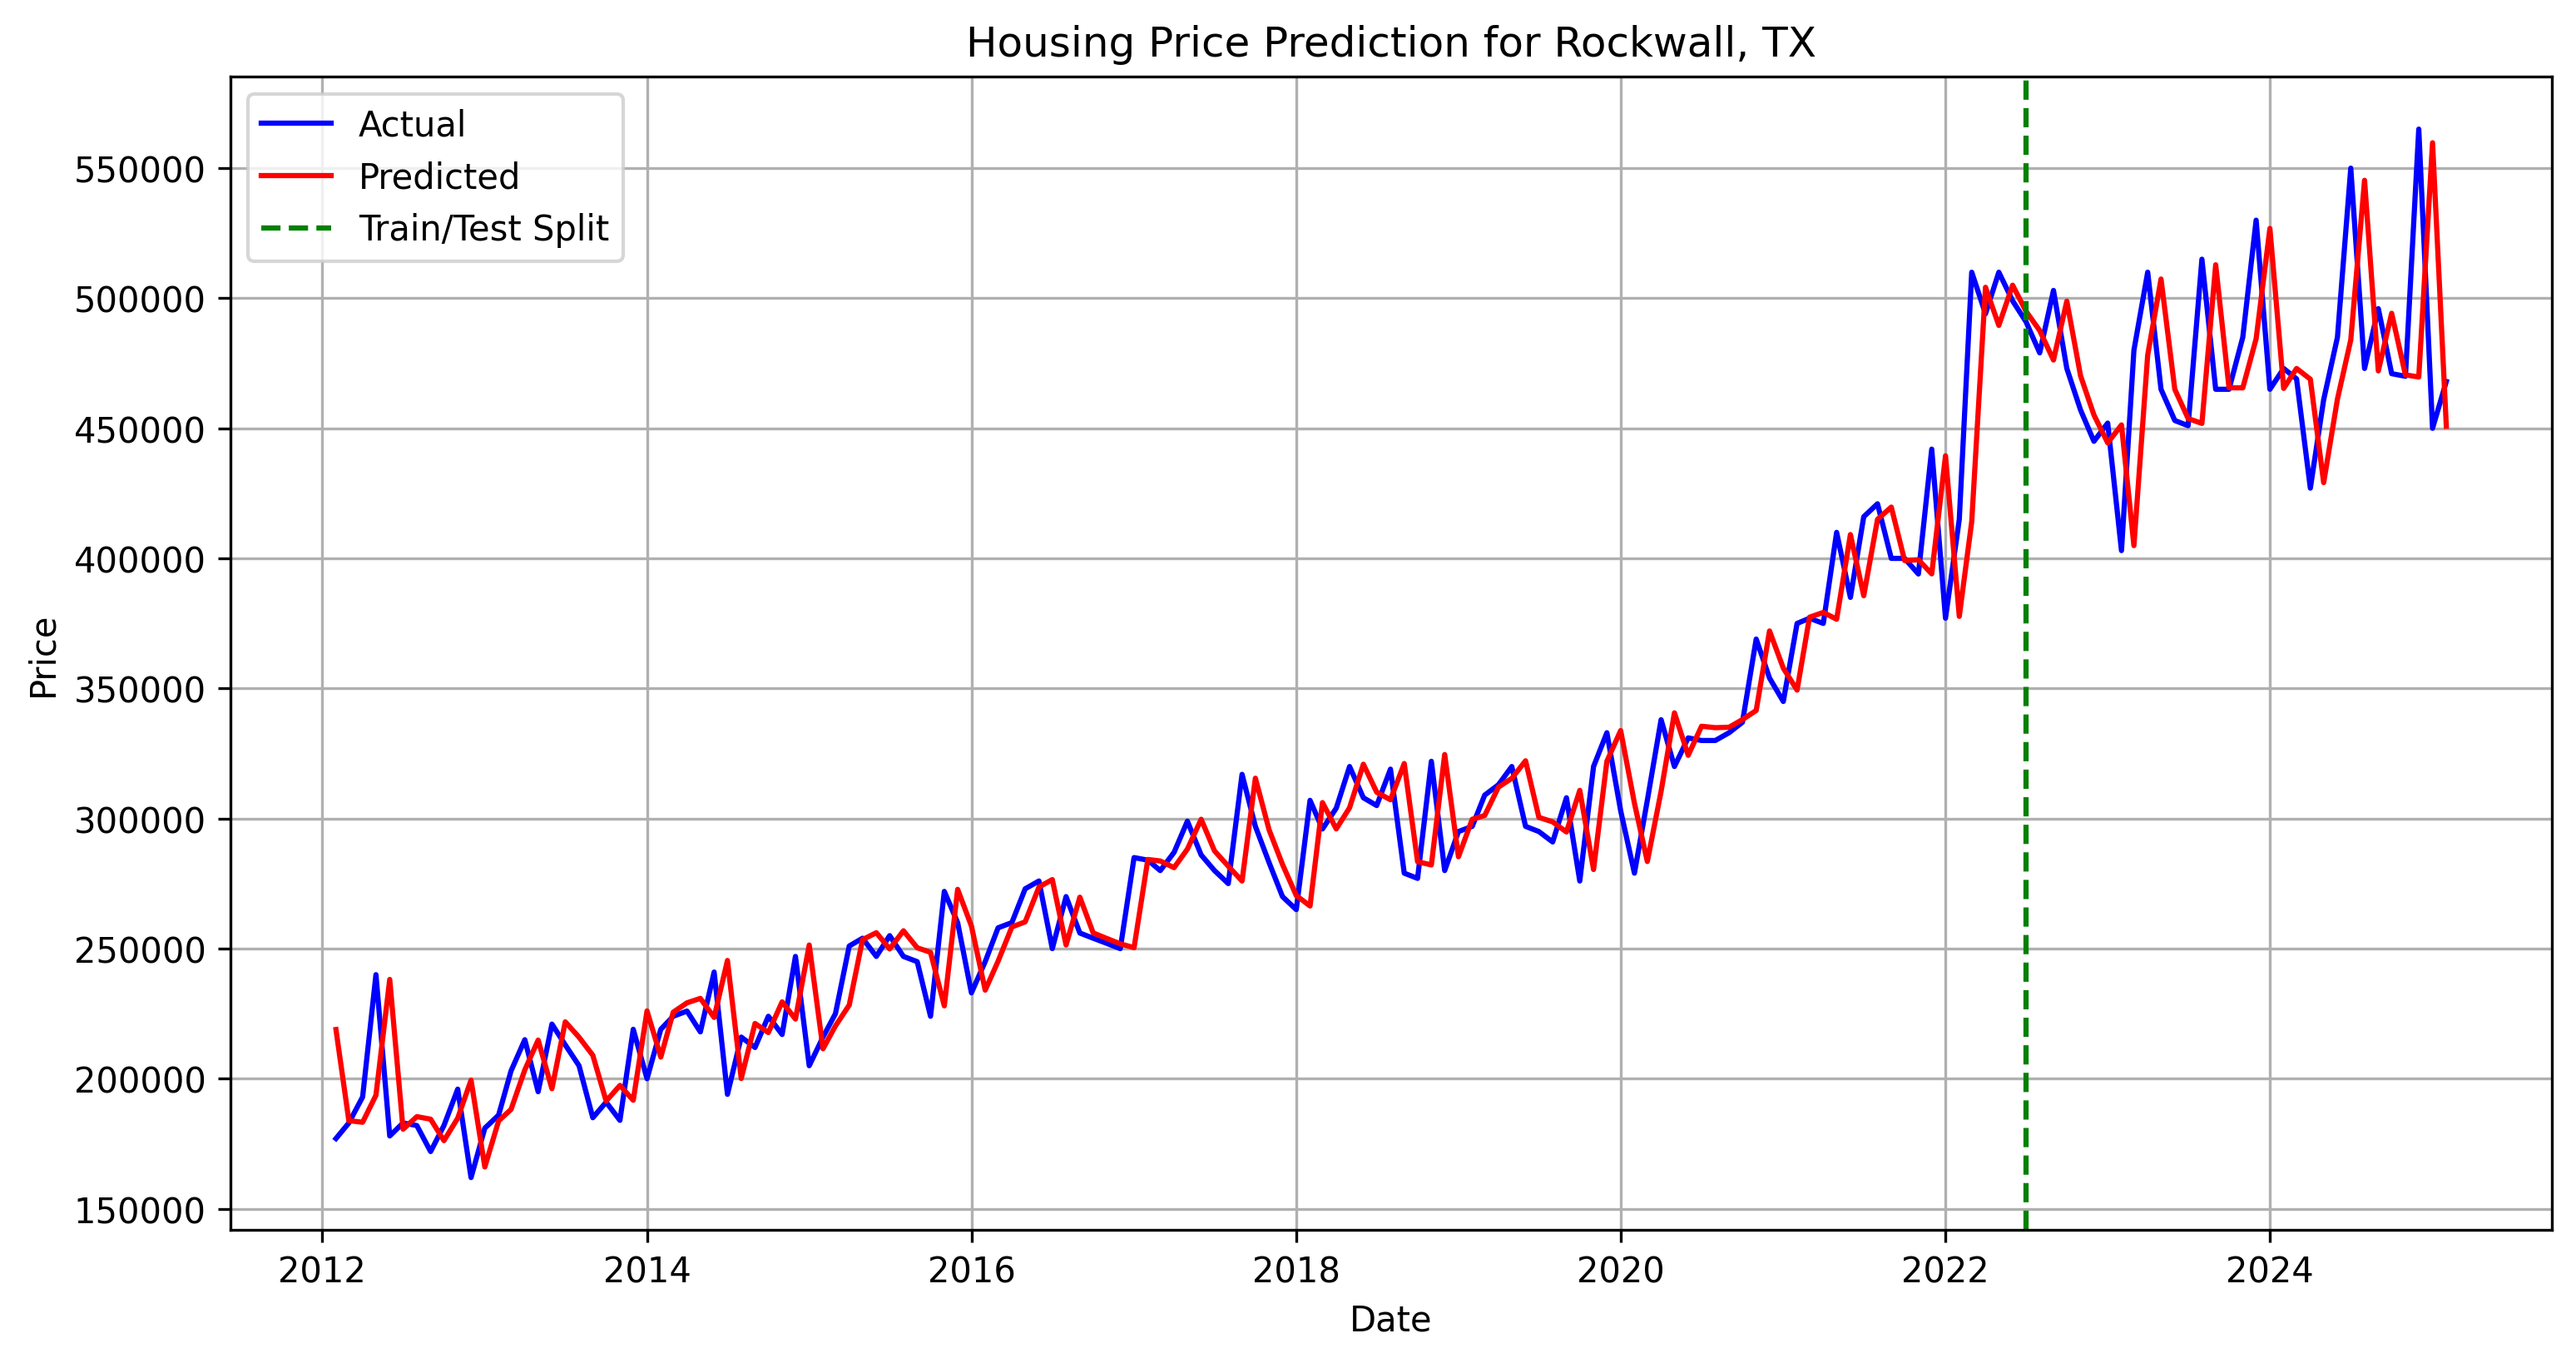 Housing Price Prediction for Rockwall, TX
Actual
Predicted
Train/Test Split
Price
550000
500000
450000
400000
350000
300000
250000
200000
150000
2012 2014 2016 2018 2020 2022 2024
Date